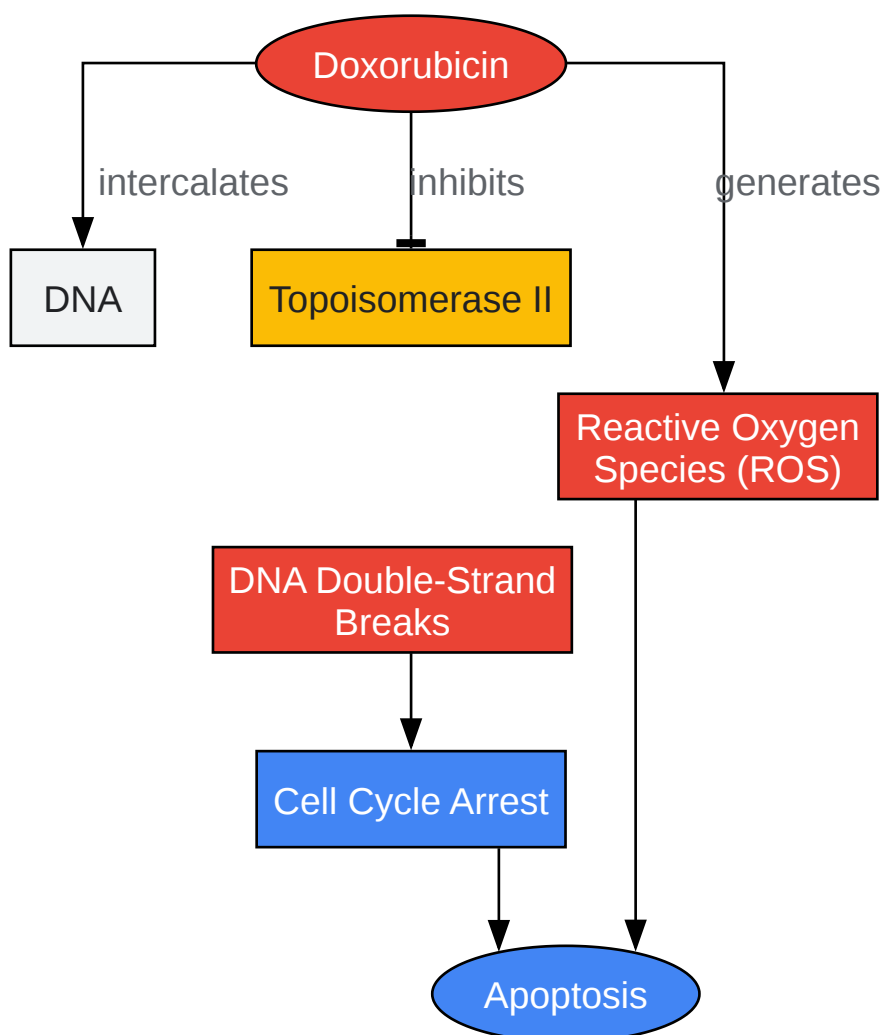 Doxorubicin
intercalates
inhibits
generates
DNA
Topoisomerase II
Reactive Oxygen
Species (ROS)
DNA Double-Strand
Breaks
Cell Cycle Arrest
Apoptosis